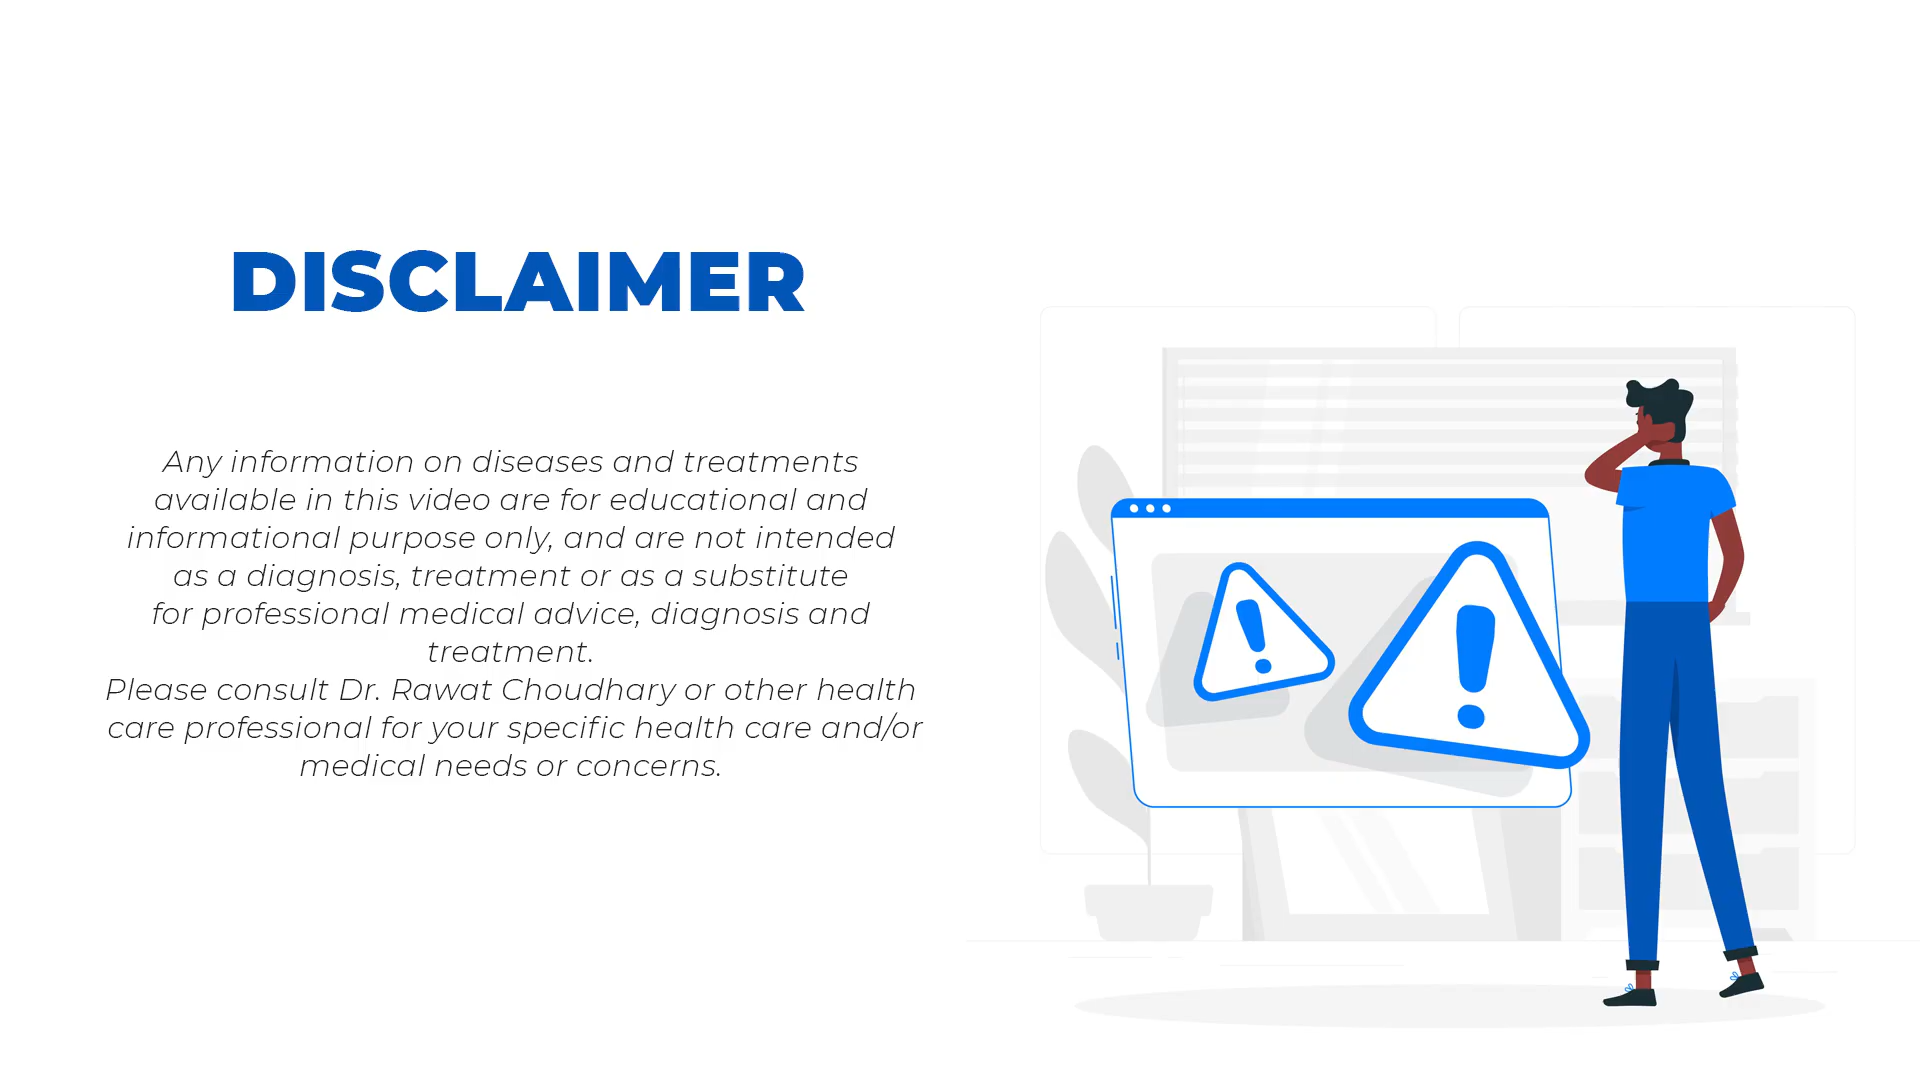 DISCLAIMER
Any information on diseases and treatments
available in this video are for educational and
informational purpose only, and are not intended
as a diagnosis, treatment or as a substitute
for professional medical advice, diagnosis and
treatment.
Please consult Dr. Rawat Choudhary or other health
care professional for your specific health care and/or
medical needs or concerns.